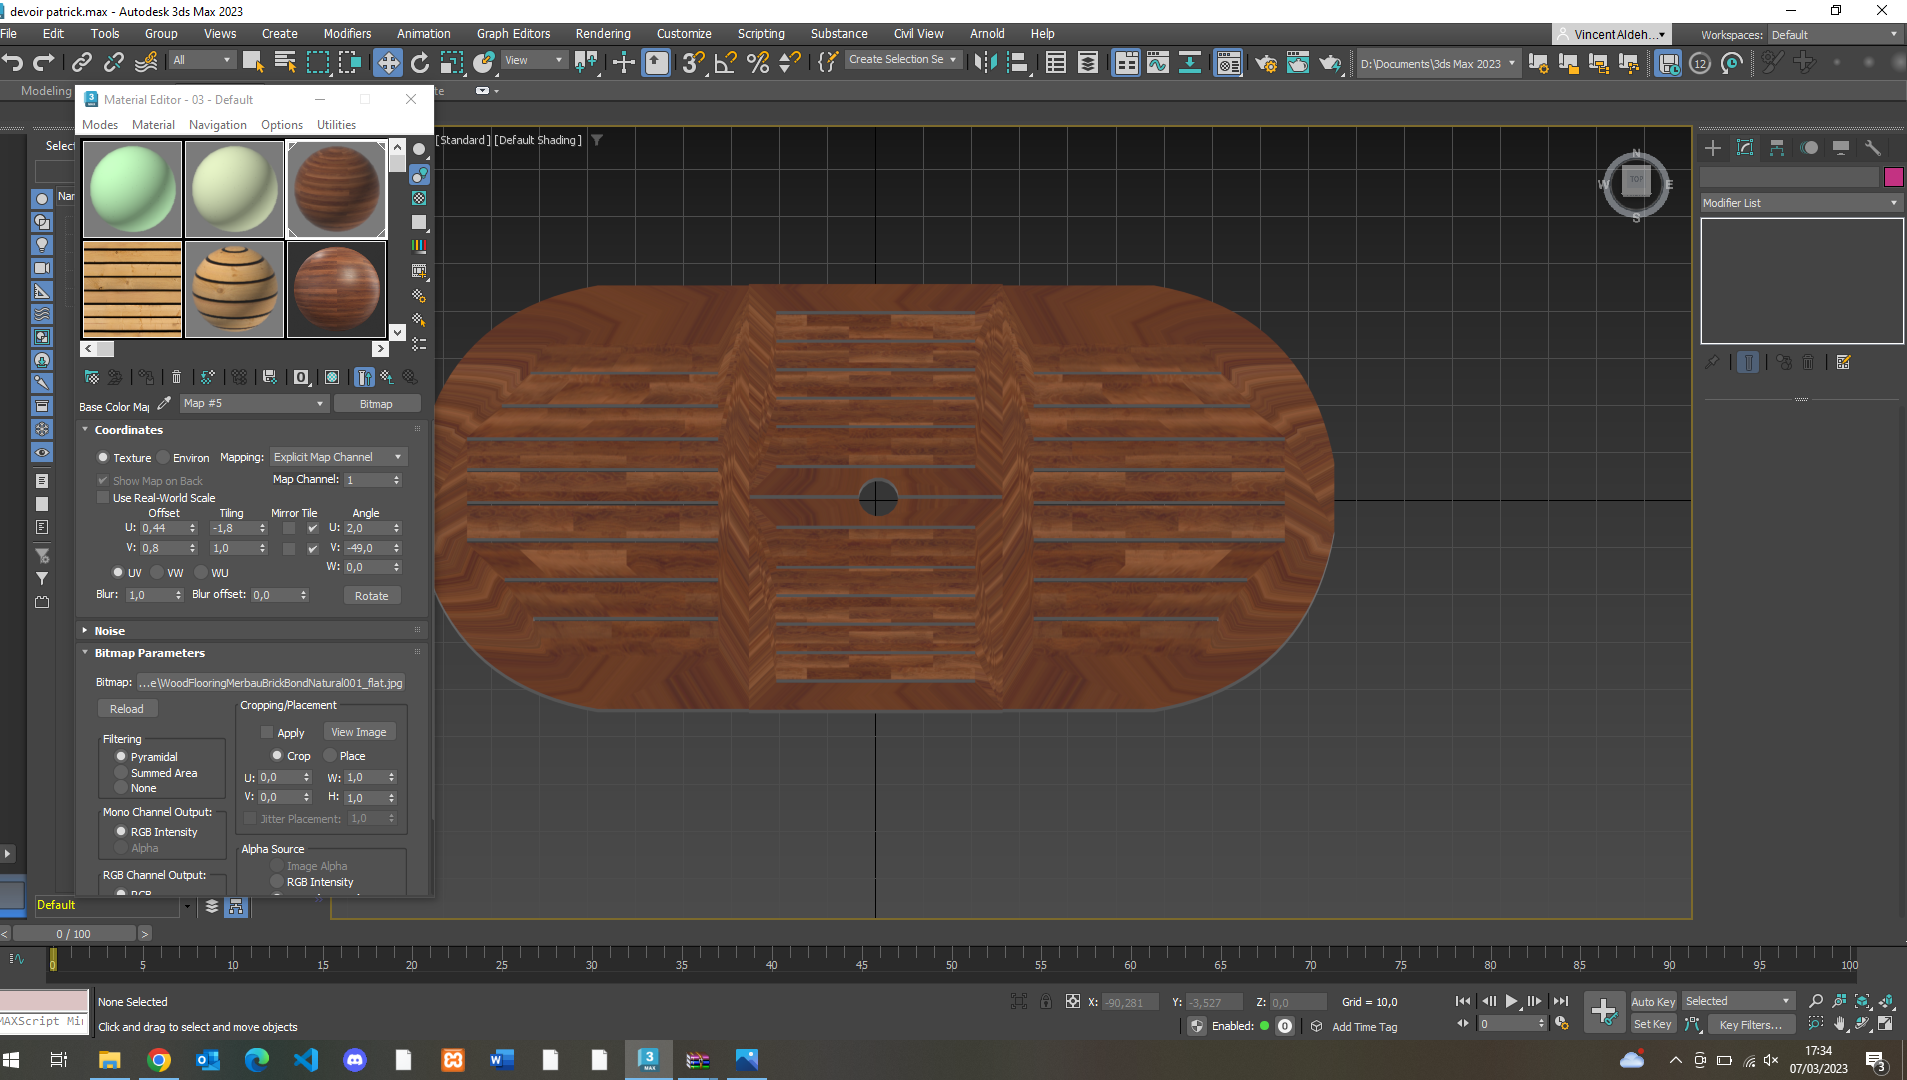 devoir patrick.max - Autodesk 3ds Max 2023
File Edit Tools Group Views Create Modifiers Animation Graph Editors Rendering Customize Scripting Substance Civil View Arnold Help
VincentAldeh... Workspaces: Default
All View Create Selection Se D:\Documents\3ds Max 2023
Modeling
Material Editor - 03 - Default
Modes Material Navigation Options Utilities
[Standard] [Default Shading]
Selec
N
W TOP E
S
Nar
Modifier List
Base Color Map Map #5 Bitmap
Coordinates
Texture Environ Mapping: Explicit Map Channel
Show Map on Back Map Channel: 1
Use Real-World Scale
Offset Tiling Mirror Tile Angle
U: 0,44 -1,8 U: 2,0
V: 0,8 1,0 V: -49,0
W: 0,0
UV VW WU
Blur: 1,0 Blur offset: 0,0 Rotate
Noise
Bitmap Parameters
Bitmap: ...e\WoodFlooringMerbauBrickBondNatural001_flat.jpg
Reload
Cropping/Placement
Apply View Image
Crop Place
U: 0,0 W: 1,0
V: 0,0 H: 1,0
Jitter Placement: 1,0
Filtering
Pyramidal
Summed Area
None
Mono Channel Output:
RGB Intensity
Alpha
RGB Channel Output:
RGB
Alpha Source
Image Alpha
RGB Intensity
Default
< 0 / 100 >
0 5 10 15 20 25 30 35 40 45 50 55 60 65 70 75 80 85 90 95 100
None Selected
Click and drag to select and move objects
MAXScript Mi
X: -90,281 Y: -3,527 Z: 0,0 Grid = 10,0
Enabled: 0 Add Time Tag
0
Auto Key Selected
Set Key Key Filters...
17:34
07/03/2023
3